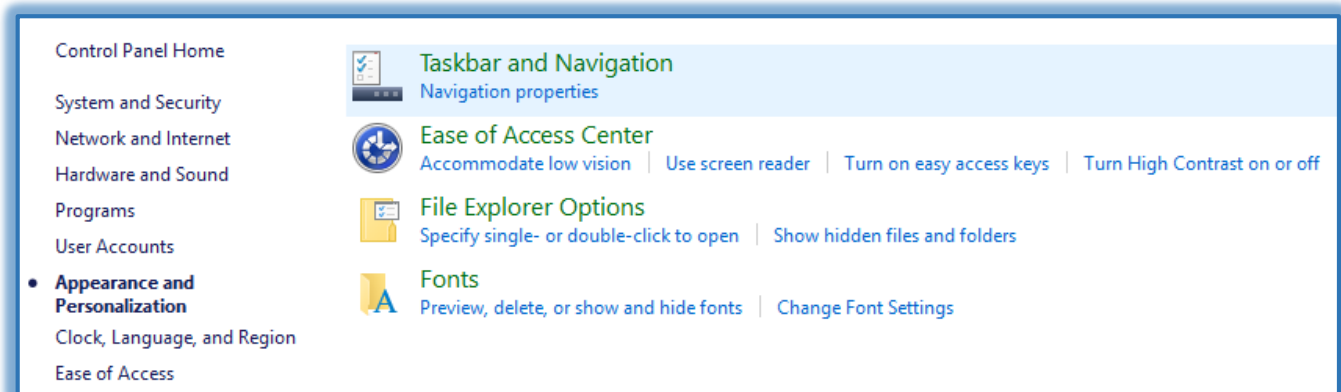 Control Panel Home
System and Security
Network and Internet
Hardware and Sound
Programs
User Accounts
Appearance and
Personalization
Clock, Language, and Region
Ease of Access
Taskbar and Navigation
Navigation properties
Ease of Access Center
Accommodate low vision Use screen reader Turn on easy access keys Turn High Contrast on or off
File Explorer Options
Specify single- or double-click to open Show hidden files and folders
Fonts
Preview, delete, or show and hide fonts Change Font Settings